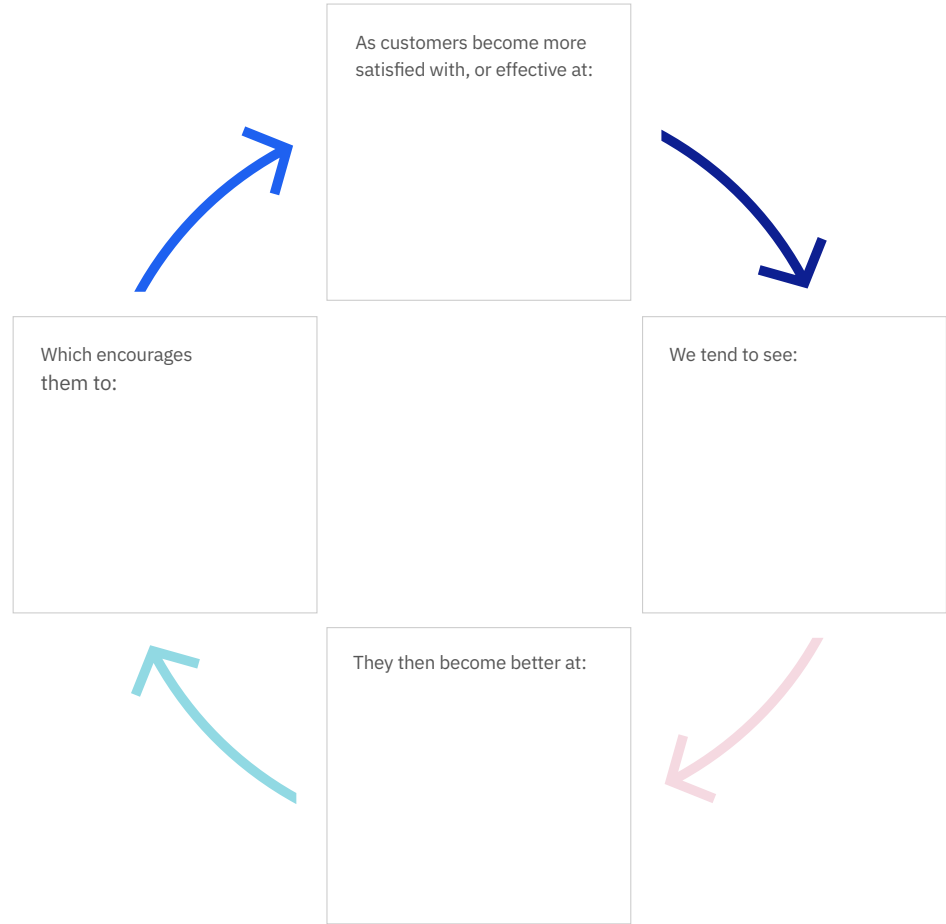 As customers become more
satisfied with, or effective at:
We tend to see:
They then become better at:
Which encourages
them to: